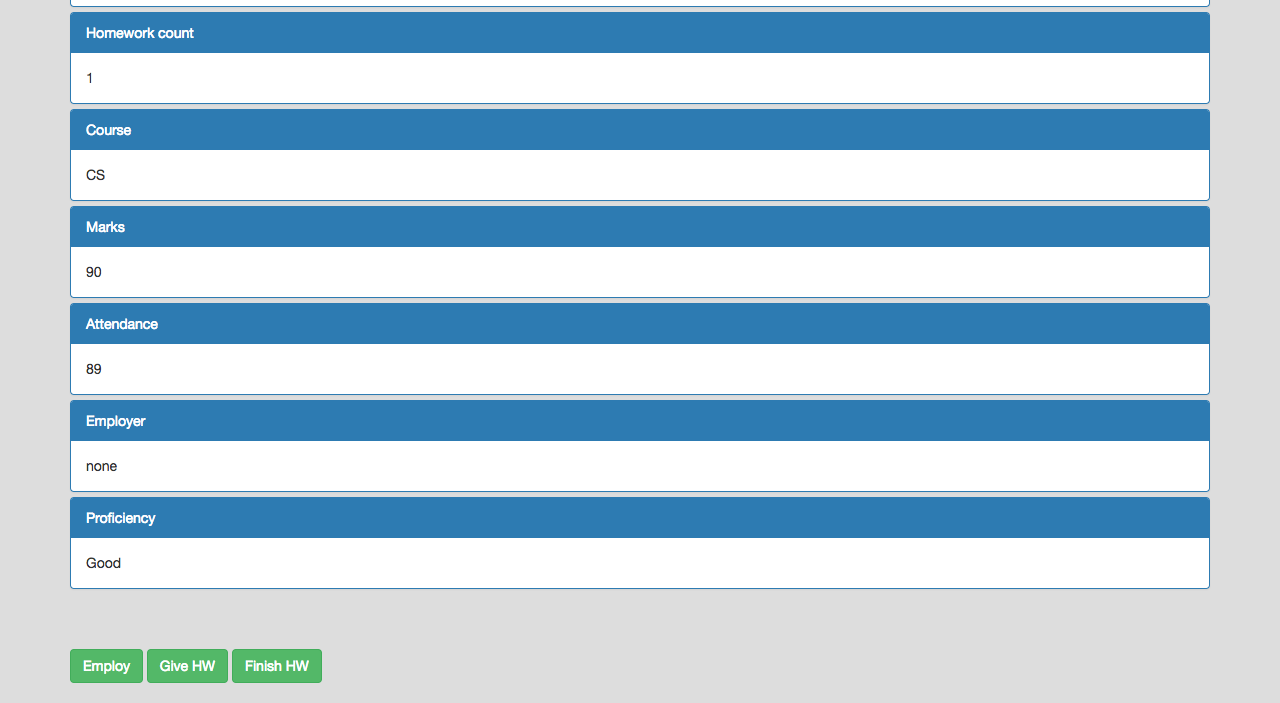 Homework count
1
Course
CS
Marks
90
Attendance
89
Employer
none
Proficiency
Good
Employ Give HW Finish HW